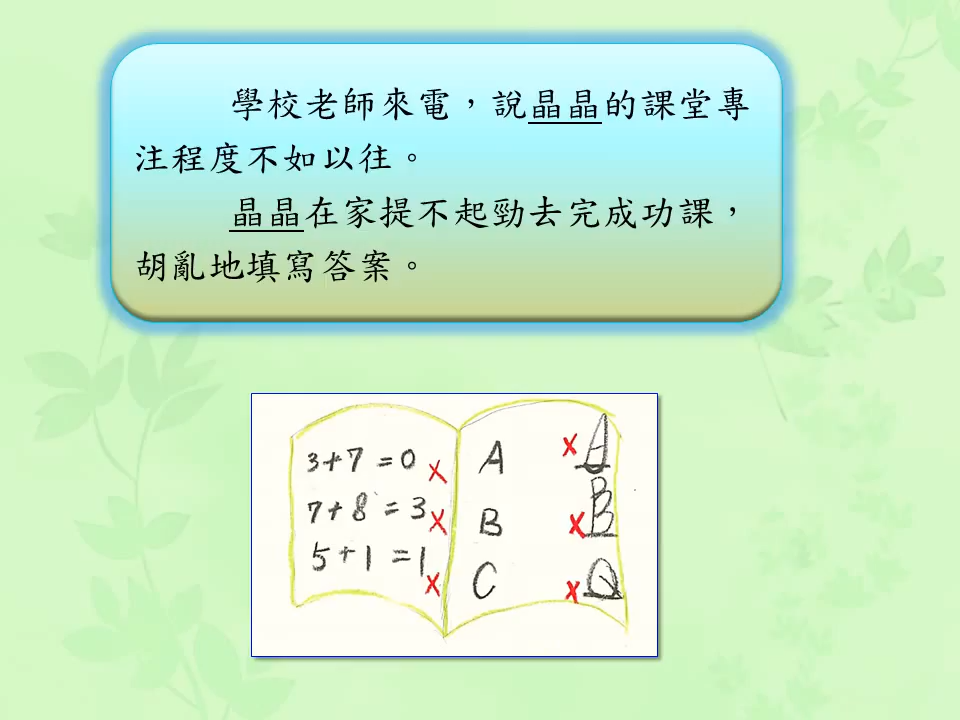 學校老師來電，說晶晶的課堂專
注程度不如以往。
晶晶在家提不起勁去完成功課，
胡亂地填寫答案。
3+7=0 ×
7+8=3 ×
5+1=1 ×
A × A
B × B
C × Q